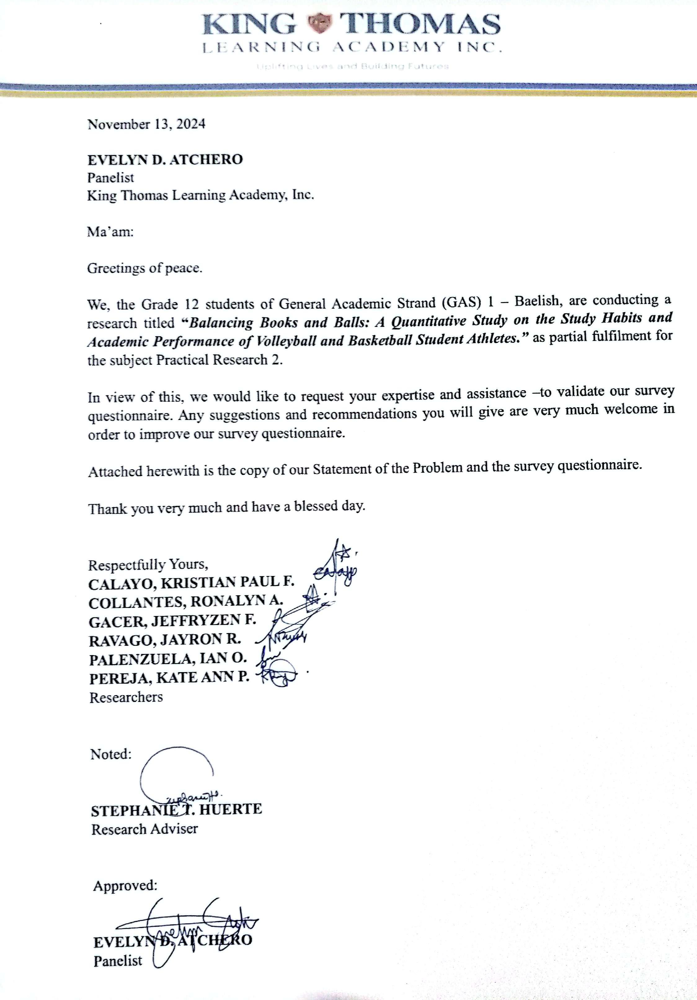 KING THOMAS
LEARNING ACADEMY INC.
Uplifting Lives and Building Futures
November 13, 2024
EVELYN D. ATCHERO
Panelist
King Thomas Learning Academy, Inc.
Ma’am:
Greetings of peace.
We, the Grade 12 students of General Academic Strand (GAS) 1 – Baelish, are conducting a
research titled “Balancing Books and Balls: A Quantitative Study on the Study Habits and
Academic Performance of Volleyball and Basketball Student Athletes.” as partial fulfilment for
the subject Practical Research 2.
In view of this, we would like to request your expertise and assistance –to validate our survey
questionnaire. Any suggestions and recommendations you will give are very much welcome in
order to improve our survey questionnaire.
Attached herewith is the copy of our Statement of the Problem and the survey questionnaire.
Thank you very much and have a blessed day.
Respectfully Yours,
CALAYO, KRISTIAN PAUL F.
COLLANTES, RONALYN A.
GACER, JEFFRYZEN F.
RAVAGO, JAYRON R.
PALENZUELA, IAN O.
PEREJA, KATE ANN P.
Researchers
Noted:
STEPHANIE T. HUERTE
Research Adviser
Approved:
EVELYN D. ATCHERO
Panelist